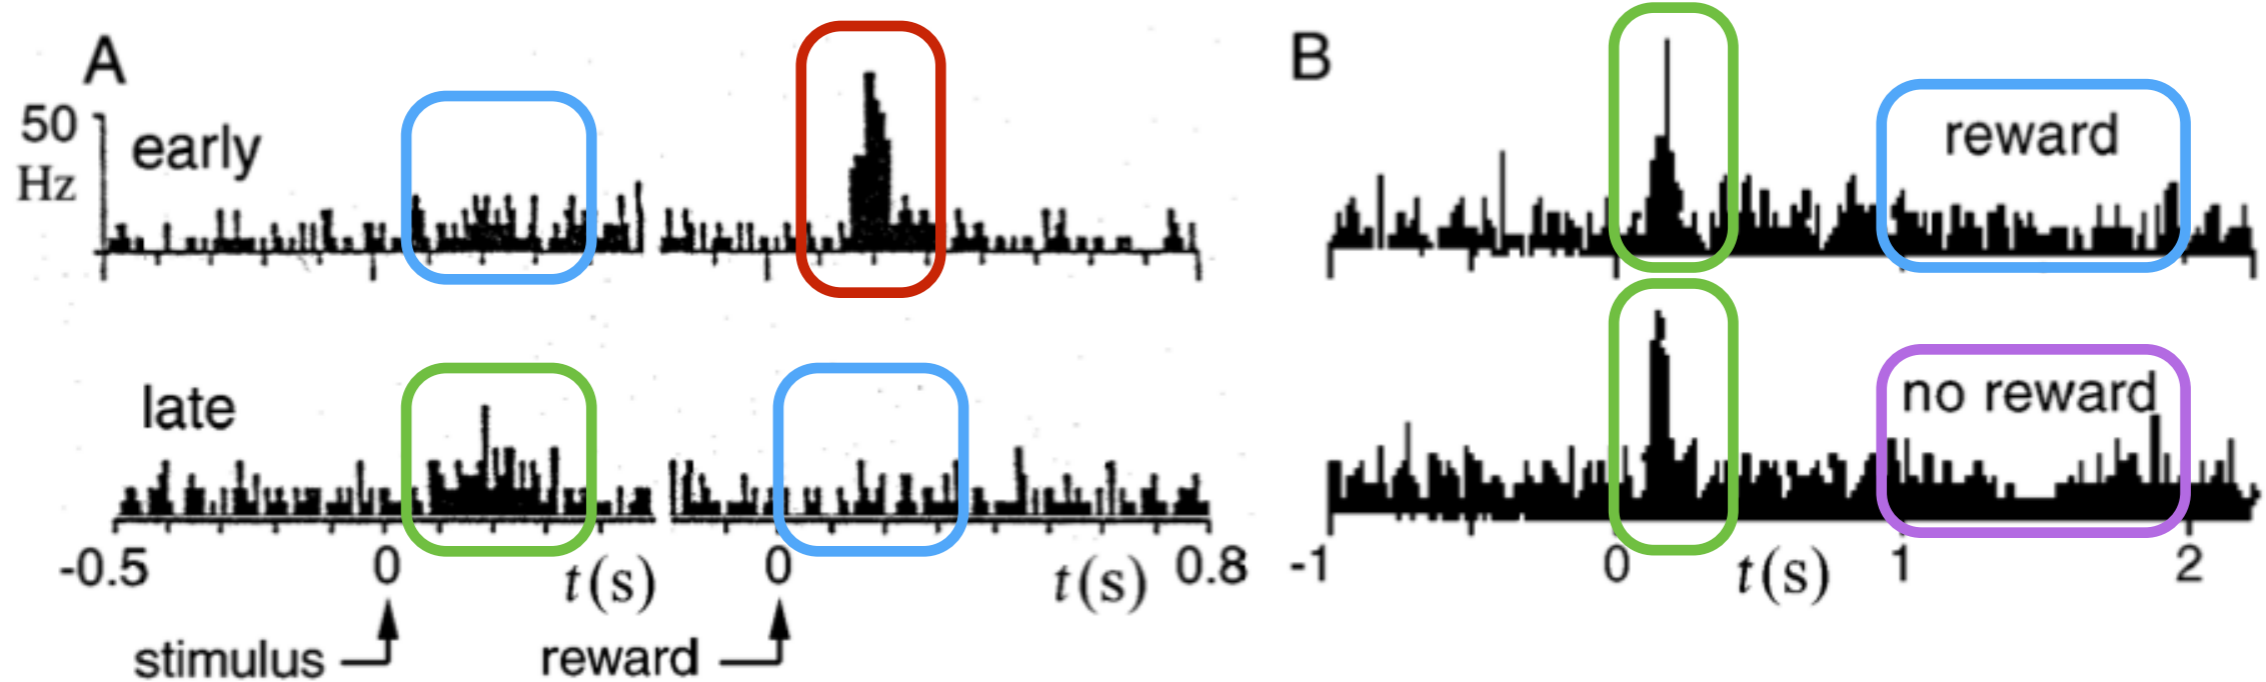 A
B
50
Hz
early
reward
late
no reward
-0.5
0
t(s)
0
t(s)
0.8
-1
0
t(s)
1
2
stimulus
reward